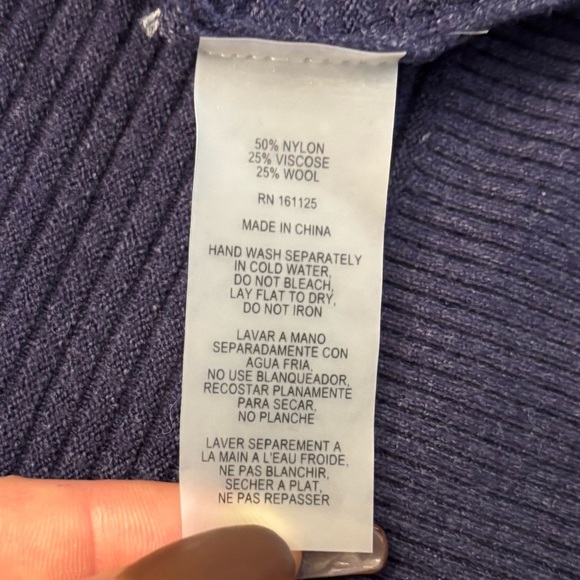 50% NYLON
25% VISCOSE
25% WOOL
RN 161125
MADE IN CHINA
HAND WASH SEPARATELY
IN COLD WATER,
DO NOT BLEACH,
LAY FLAT TO DRY,
DO NOT IRON
LAVAR A MANO
SEPARADAMENTE CON
AGUA FRIA,
NO USE BLANQUEADOR,
RECOSTAR PLANAMENTE
PARA SECAR,
NO PLANCHE
LAVER SEPAREMENT A
LA MAIN A L'EAU FROIDE,
NE PAS BLANCHIR,
SECHER A PLAT,
NE PAS REPASSER